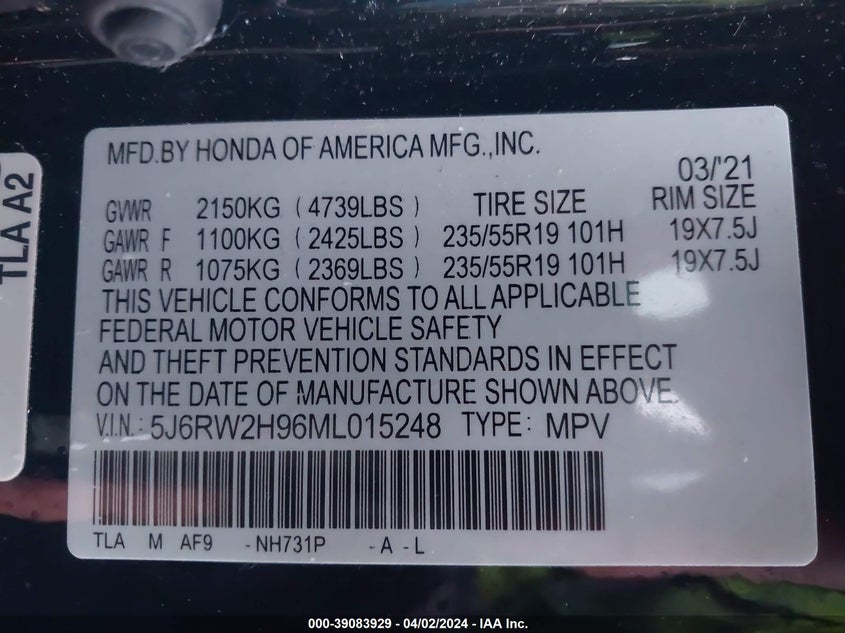 MFD.BY HONDA OF AMERICA MFG.,INC.
03/'21
GVWR 2150KG (4739LBS) TIRE SIZE RIM SIZE
GAWR F 1100KG (2425LBS) 235/55R19 101H 19X7.5J
GAWR R 1075KG (2369LBS) 235/55R19 101H 19X7.5J
THIS VEHICLE CONFORMS TO ALL APPLICABLE
FEDERAL MOTOR VEHICLE SAFETY
AND THEFT PREVENTION STANDARDS IN EFFECT
ON THE DATE OF MANUFACTURE SHOWN ABOVE.
V.I.N.: 5J6RW2H96ML015248 TYPE: MPV
TLA M AF9 -NH731P -A -L
TLA A2
000-39083929 - 04/02/2024 - IAA Inc.